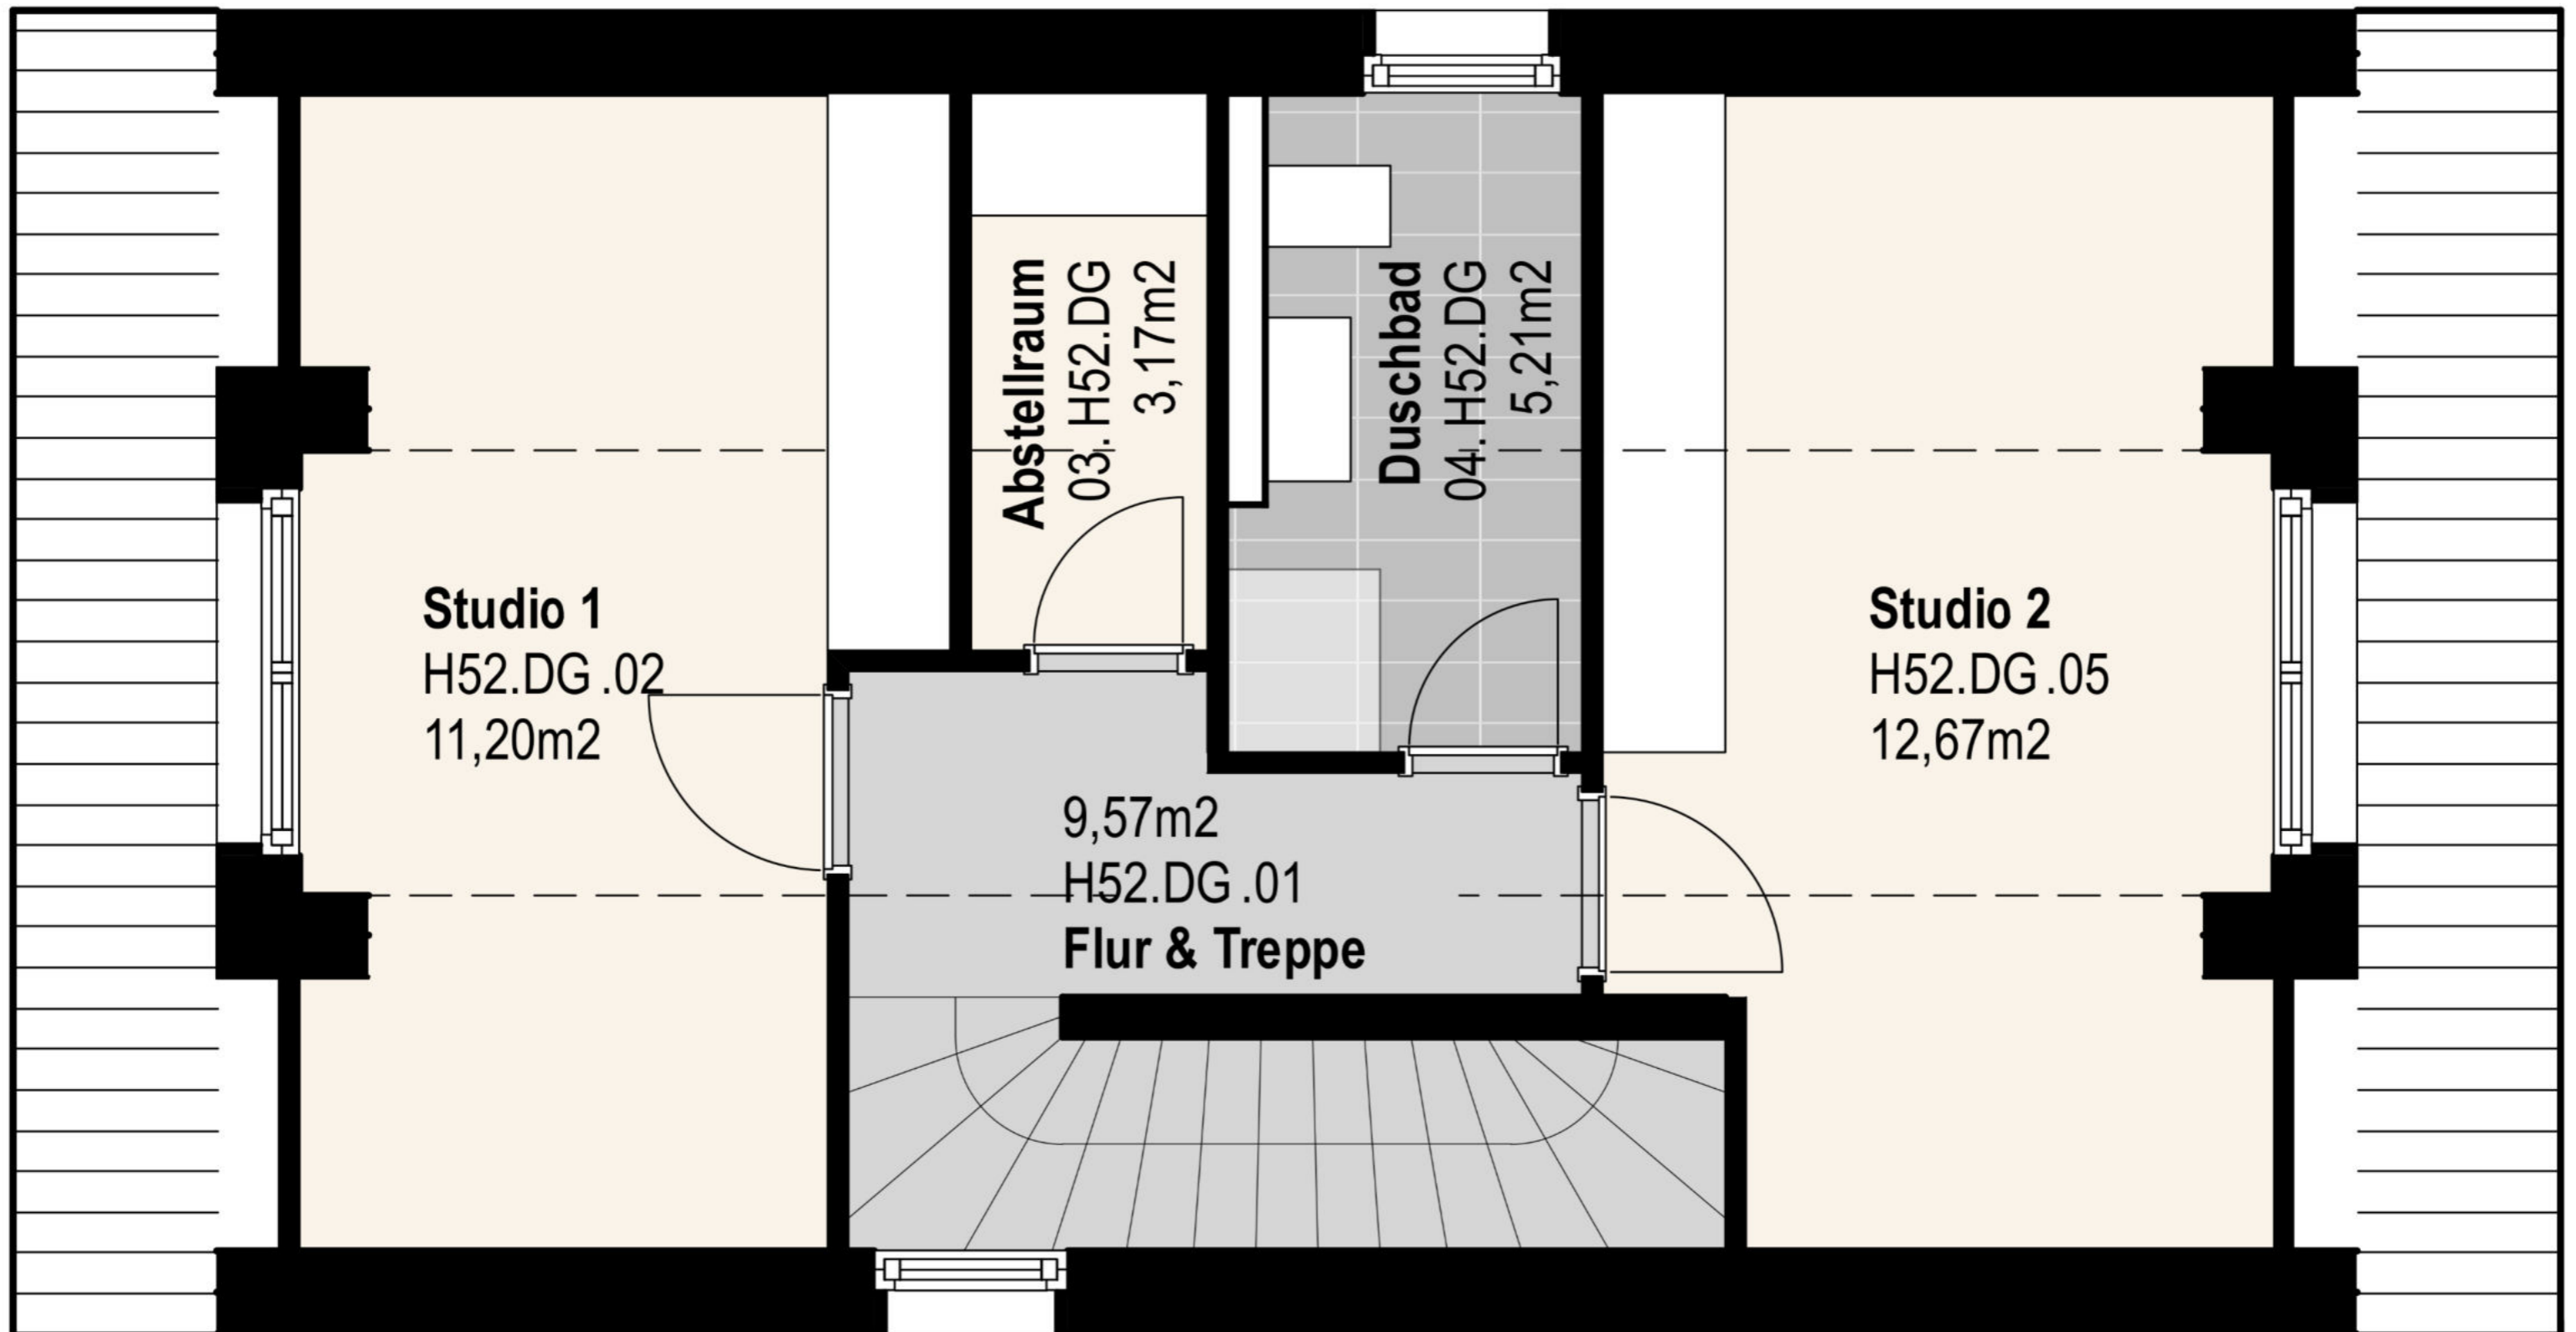 Abstellraum
03. H52.DG
3,17m2
Duschbad
04. H52.DG
5,21m2
Studio 1
H52.DG .02
11,20m2
Studio 2
H52.DG .05
12,67m2
9,57m2
H52.DG .01
Flur & Treppe